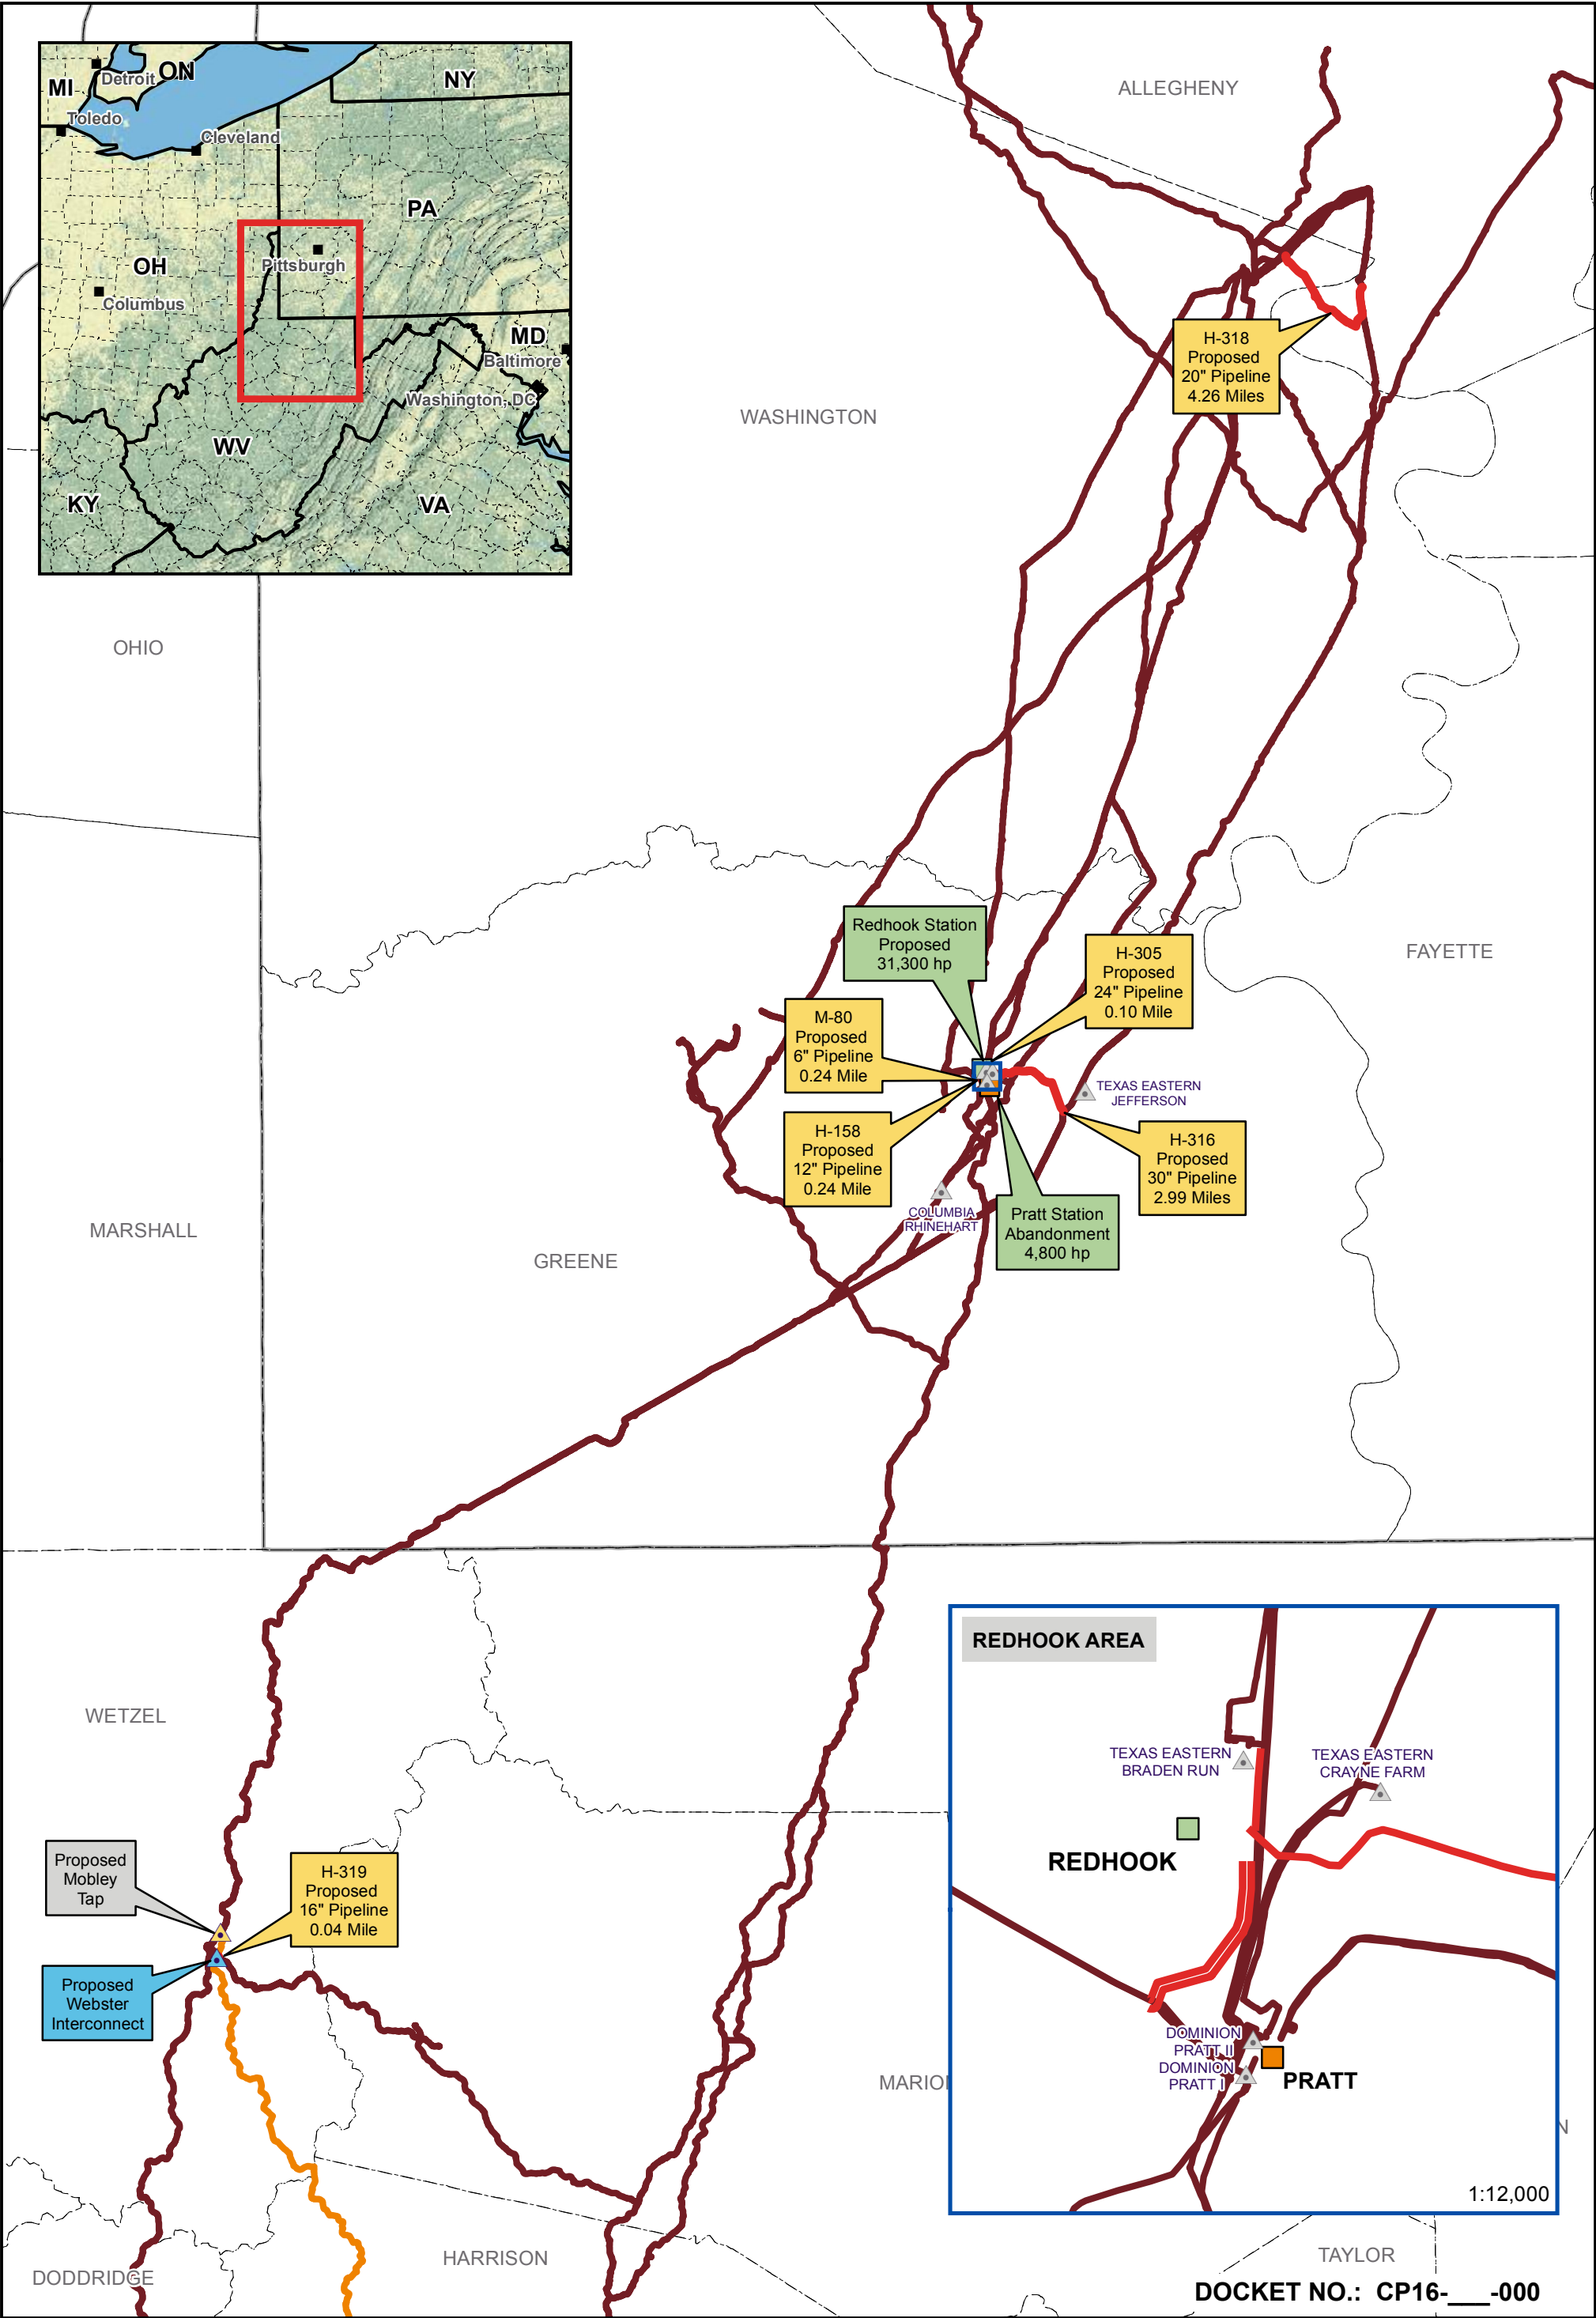 MI
Detroit
ON
NY
Toledo
Cleveland
PA
OH
Pittsburgh
Columbus
MD
Baltimore
Washington, DC
WV
KY
VA
ALLEGHENY
H-318
Proposed
20" Pipeline
4.26 Miles
WASHINGTON
OHIO
Redhook Station
Proposed
31,300 hp
H-305
Proposed
24" Pipeline
0.10 Mile
FAYETTE
M-80
Proposed
6" Pipeline
0.24 Mile
TEXAS EASTERN
JEFFERSON
H-158
Proposed
12" Pipeline
0.24 Mile
H-316
Proposed
30" Pipeline
2.99 Miles
COLUMBIA
RHINEHART
Pratt Station
Abandonment
4,800 hp
MARSHALL
GREENE
REDHOOK AREA
WETZEL
TEXAS EASTERN
BRADEN RUN
TEXAS EASTERN
CRAYNE FARM
REDHOOK
Proposed
Mobley
Tap
H-319
Proposed
16" Pipeline
0.04 Mile
Proposed
Webster
Interconnect
DOMINION
PRATT II
DOMINION
PRATT I
PRATT
MARIO
N
1:12,000
HARRISON
TAYLOR
DODDRIDGE
DOCKET NO.: CP16-___-000